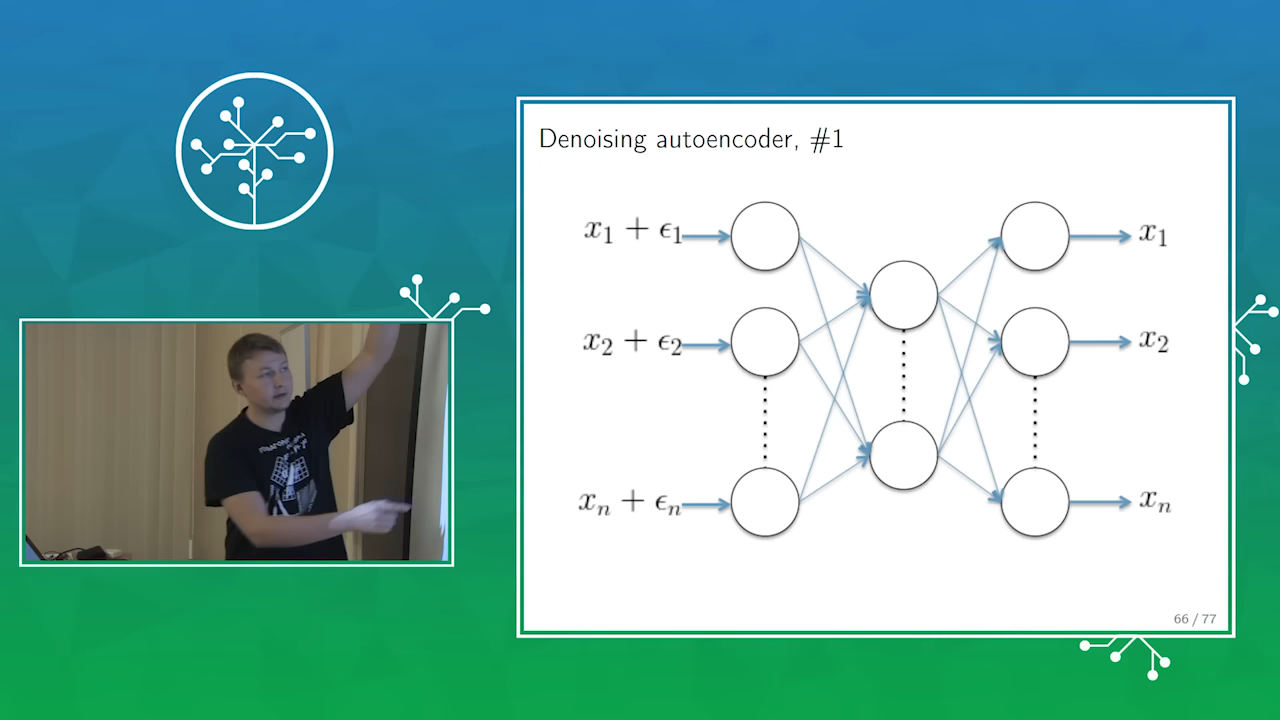 Denoising autoencoder, #1
x₁ + ϵ₁
x₁
x₂ + ϵ₂
x₂
xₙ + ϵₙ
xₙ
66 / 77